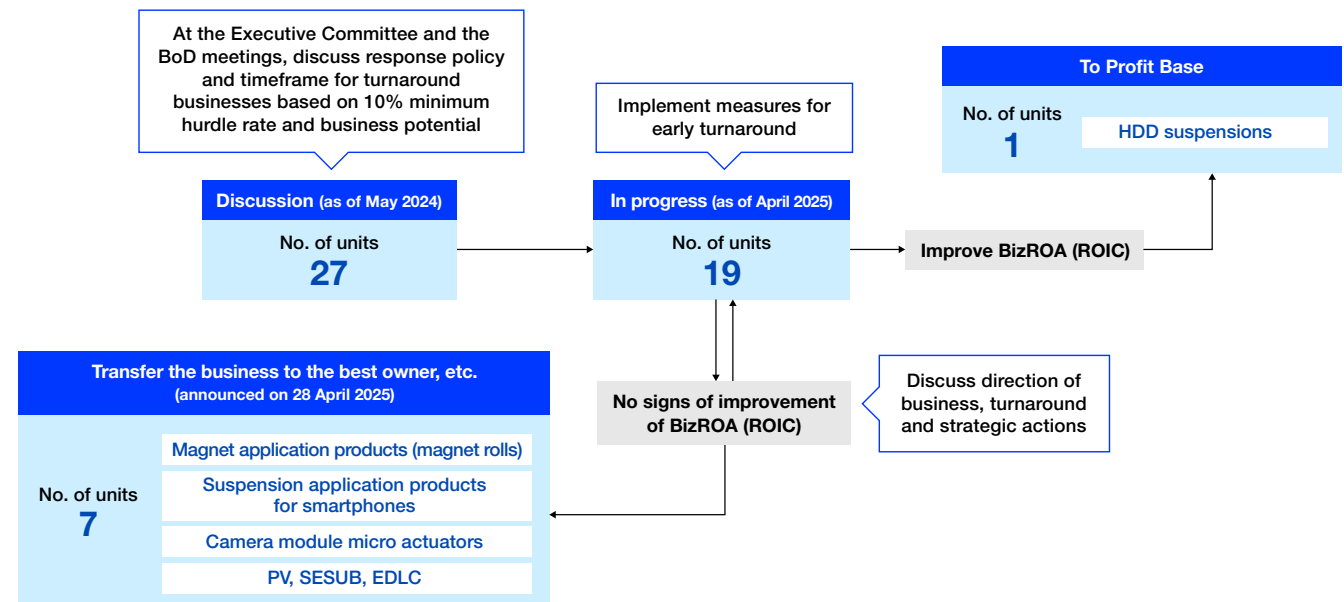 At the Executive Committee and the
BoD meetings, discuss response policy
and timeframe for turnaround
businesses based on 10% minimum
hurdle rate and business potential
Discussion (as of May 2024)
No. of units
27
Implement measures for
early turnaround
In progress (as of April 2025)
No. of units
19
To Profit Base
No. of units
1
HDD suspensions
Improve BizROA (ROIC)
No signs of improvement
of BizROA (ROIC)
Discuss direction of
business, turnaround
and strategic actions
Transfer the business to the best owner, etc.
(announced on 28 April 2025)
No. of units
7
Magnet application products (magnet rolls)
Suspension application products
for smartphones
Camera module micro actuators
PV, SESUB, EDLC